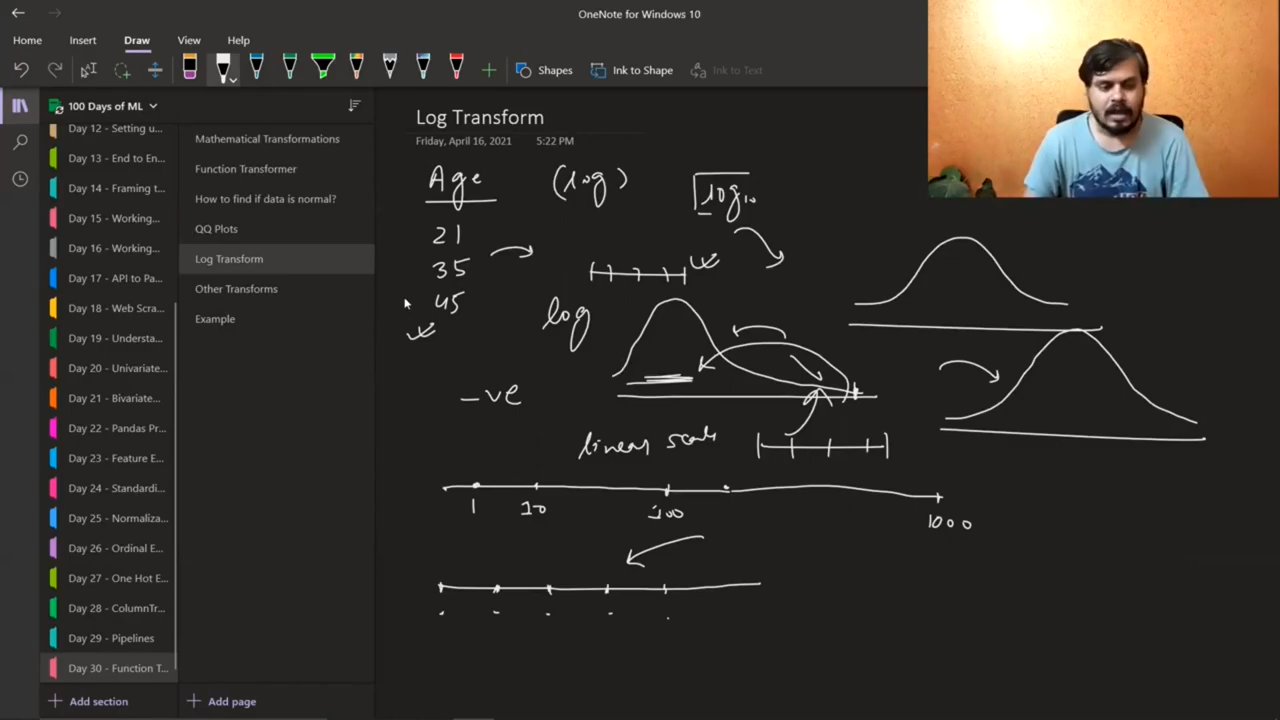 OneNote for Windows 10
Home Insert Draw View Help
Shapes Ink to Shape Ink to Text
100 Days of ML
Day 12 - Setting u...
Day 13 - End to En...
Day 14 - Framing t...
Day 15 - Working...
Day 16 - Working...
Day 17 - API to Pa...
Day 18 - Web Scra...
Day 19 - Understa...
Day 20 - Univariate...
Day 21 - Bivariate...
Day 22 - Pandas Pr...
Day 23 - Feature E...
Day 24 - Standardi...
Day 25 - Normaliza...
Day 26 - Ordinal E...
Day 27 - One Hot E...
Day 28 - ColumnTr...
Day 29 - Pipelines
Day 30 - Function T...
Add section
Mathematical Transformations
Function Transformer
How to find if data is normal?
QQ Plots
Log Transform
Other Transforms
Example
Add page
Log Transform
Friday, April 16, 2021 5:22 PM
Age (log) log10
21
35
45
log
-ve
linear scale
1 10 100 1000